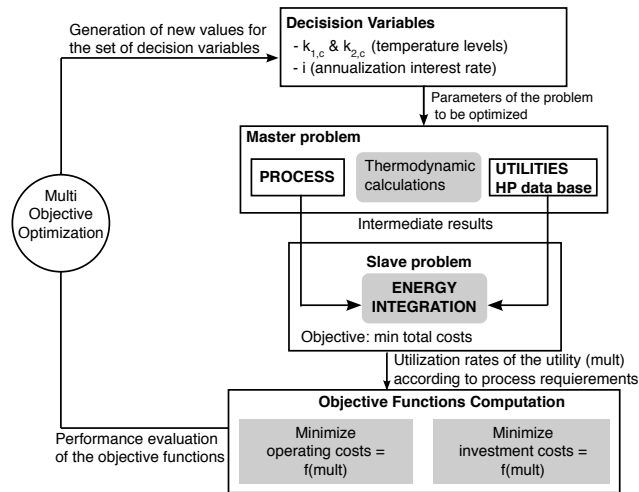 Generation of new values for
the set of decision variables
Decisision Variables
- k1,c & k2,c (temperature levels)
- i (annualization interest rate)
Parameters of the problem
to be optimized
Master problem
PROCESS
Thermodynamic
calculations
UTILITIES
HP data base
Intermediate results
Multi
Objective
Optimization
Slave problem
ENERGY
INTEGRATION
Objective: min total costs
Utilization rates of the utility (mult)
according to process requierements
Objective Functions Computation
Minimize
operating costs =
f(mult)
Minimize
investment costs =
f(mult)
Performance evaluation
of the objective functions